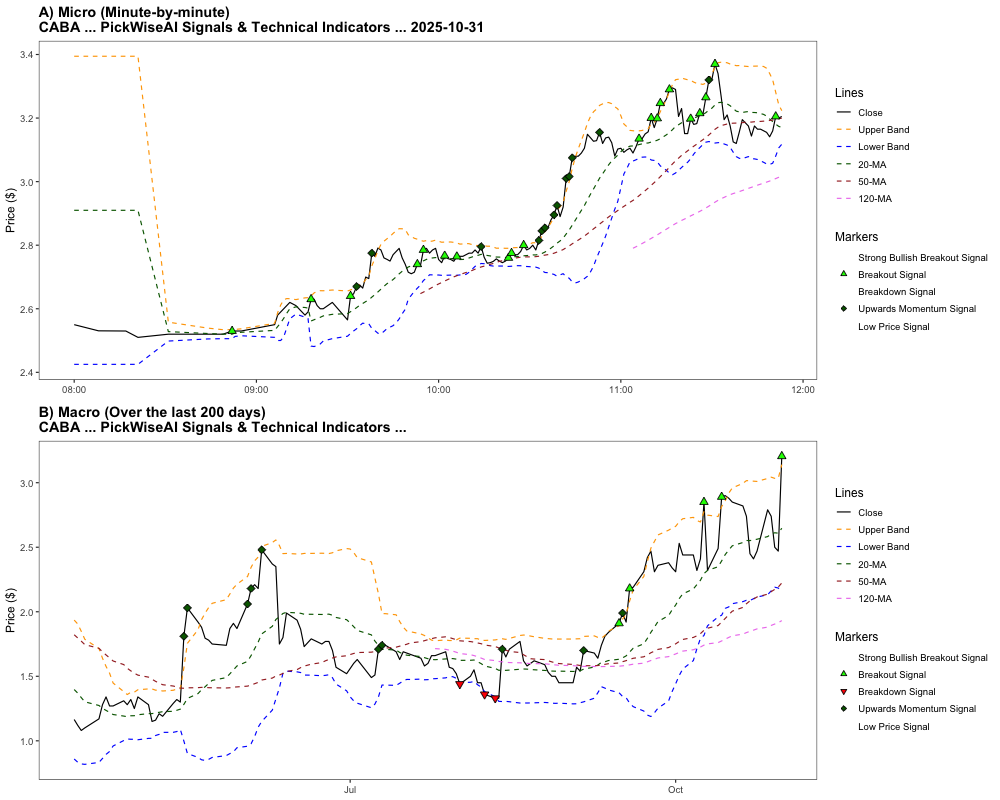 A) Micro (Minute-by-minute)
CABA ... PickWiseAI Signals & Technical Indicators ... 2025-10-31
Price ($)
3.4
3.2
3.0
2.8
2.6
2.4
08:00
09:00
10:00
11:00
12:00
Lines
Close
Upper Band
Lower Band
20-MA
50-MA
120-MA
Markers
Strong Bullish Breakout Signal
Breakout Signal
Breakdown Signal
Upwards Momentum Signal
Low Price Signal
B) Macro (Over the last 200 days)
CABA ... PickWiseAI Signals & Technical Indicators ...
Price ($)
3.0
2.5
2.0
1.5
1.0
Jul
Oct
Lines
Close
Upper Band
Lower Band
20-MA
50-MA
120-MA
Markers
Strong Bullish Breakout Signal
Breakout Signal
Breakdown Signal
Upwards Momentum Signal
Low Price Signal